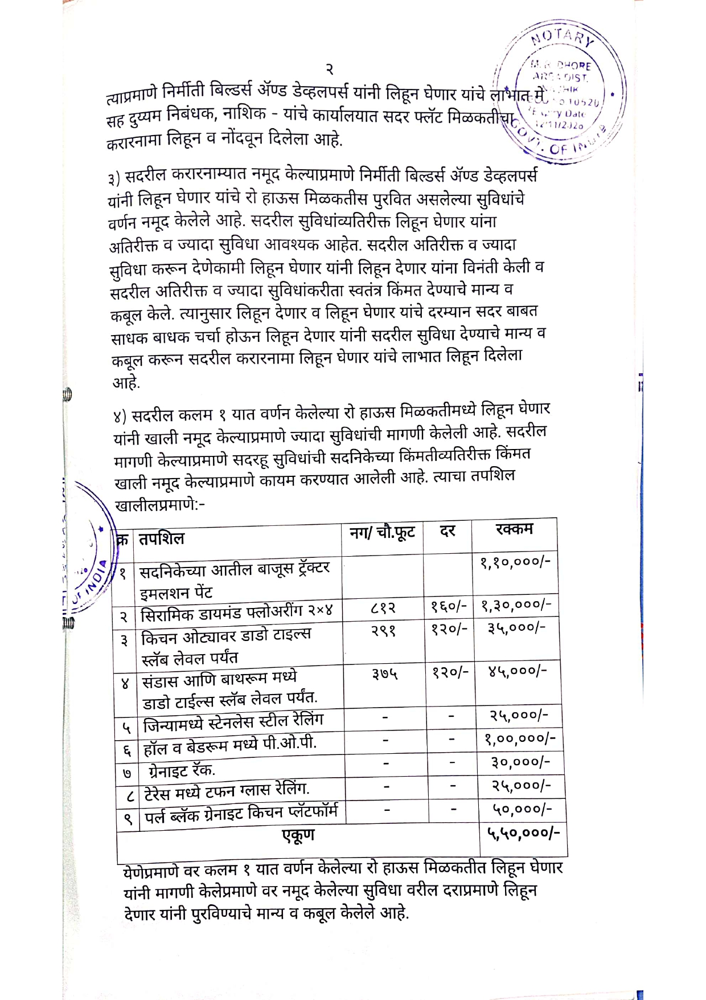 NOTARY
M. R. DHORE
AREA DIST.
10520
Date
GOVT. OF INDIA
२
त्याप्रमाणे निर्मीती बिल्डर्स ॲण्ड डेव्हलपर्स यांनी लिहून घेणार यांचे लाभात मे
सह दुय्यम निबंधक, नाशिक - यांचे कार्यालयात सदर फ्लॅट मिळकतीचा
करारनामा लिहून व नोंदवून दिलेला आहे.
३) सदरील करारनाम्यात नमूद केल्याप्रमाणे निर्मीती बिल्डर्स ॲण्ड डेव्हलपर्स
यांनी लिहून घेणार यांचे रो हाऊस मिळकतीस पुरवित असलेल्या सुविधांचे
वर्णन नमूद केलेले आहे. सदरील सुविधांव्यतिरीक्त लिहून घेणार यांना
अतिरीक्त व ज्यादा सुविधा आवश्यक आहेत. सदरील अतिरीक्त व ज्यादा
सुविधा करून देणेकामी लिहून घेणार यांनी लिहून देणार यांना विनंती केली व
सदरील अतिरीक्त व ज्यादा सुविधांकरीता स्वतंत्र किंमत देण्याचे मान्य व
कबूल केले. त्यानुसार लिहून देणार व लिहून घेणार यांचे दरम्यान सदर बाबत
साधक बाधक चर्चा होऊन लिहून देणार यांनी सदरील सुविधा देण्याचे मान्य व
कबूल करून सदरील करारनामा लिहून घेणार यांचे लाभात लिहून दिलेला
आहे.
४) सदरील कलम १ यात वर्णन केलेल्या रो हाऊस मिळकतीमध्ये लिहून घेणार
यांनी खाली नमूद केल्याप्रमाणे ज्यादा सुविधांची मागणी केलेली आहे. सदरील
मागणी केल्याप्रमाणे सदरहू सुविधांची सदनिकेच्या किंमतीव्यतिरीक्त किंमत
खाली नमूद केल्याप्रमाणे कायम करण्यात आलेली आहे. त्याचा तपशिल
खालीलप्रमाणे:-
क्र तपशिल नग/ चौ.फूट दर रक्कम
१ सदनिकेच्या आतील बाजूस ट्रॅक्टर १,१०,०००/-
इमलशन पेंट
२ सिरामिक डायमंड फ्लोअरींग २×४ ८१२ १६०/- १,३०,०००/-
३ किचन ओट्यावर डाडो टाइल्स २९१ १२०/- ३५,०००/-
स्लॅब लेवल पर्यंत
४ संडास आणि बाथरूम मध्ये ३७५ १२०/- ४५,०००/-
डाडो टाईल्स स्लॅब लेवल पर्यंत.
५ जिन्यामध्ये स्टेनलेस स्टील रेलिंग - - २५,०००/-
६ हॉल व बेडरूम मध्ये पी.ओ.पी. - - १,००,०००/-
७ ग्रेनाइट रॅक. - - ३०,०००/-
८ टेरेस मध्ये टफन ग्लास रेलिंग. - - २५,०००/-
९ पर्ल ब्लॅक ग्रेनाइट किचन प्लॅटफॉर्म - - ५०,०००/-
एकूण ५,५०,०००/-
येणेप्रमाणे वर कलम १ यात वर्णन केलेल्या रो हाऊस मिळकतीत लिहून घेणार
यांनी मागणी केलेप्रमाणे वर नमूद केलेल्या सुविधा वरील दराप्रमाणे लिहून
देणार यांनी पुरविण्याचे मान्य व कबूल केलेले आहे.
OF INDIA